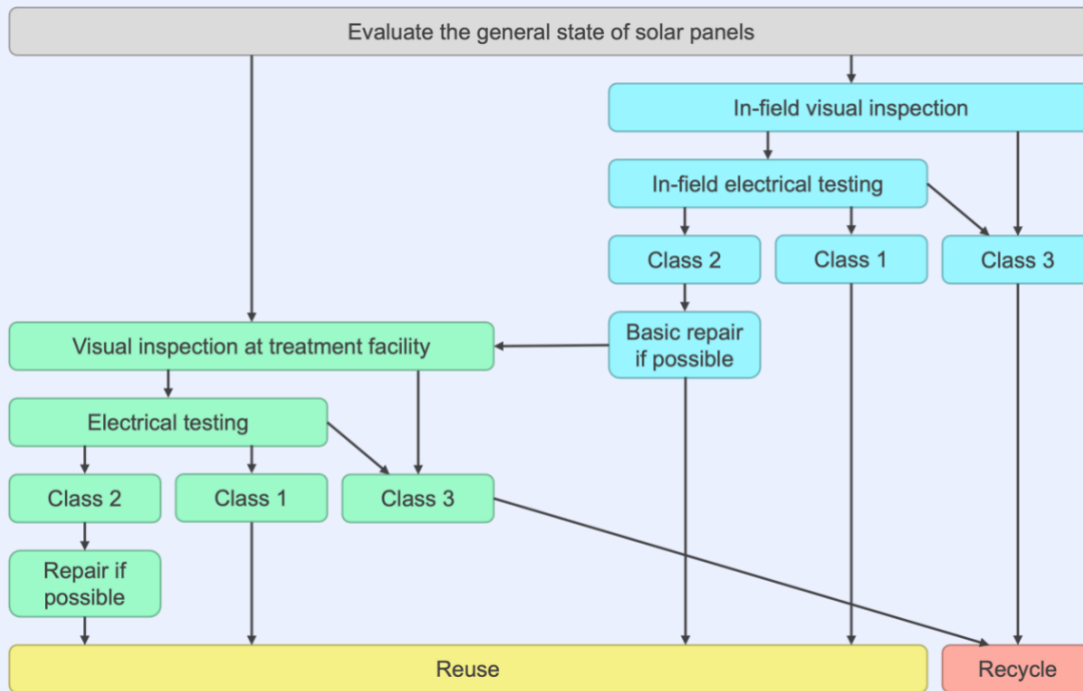 Evaluate the general state of solar panels
In-field visual inspection
In-field electrical testing
Class 2
Class 1
Class 3
Basic repair
if possible
Visual inspection at treatment facility
Electrical testing
Class 2
Class 1
Class 3
Repair if
possible
Reuse
Recycle